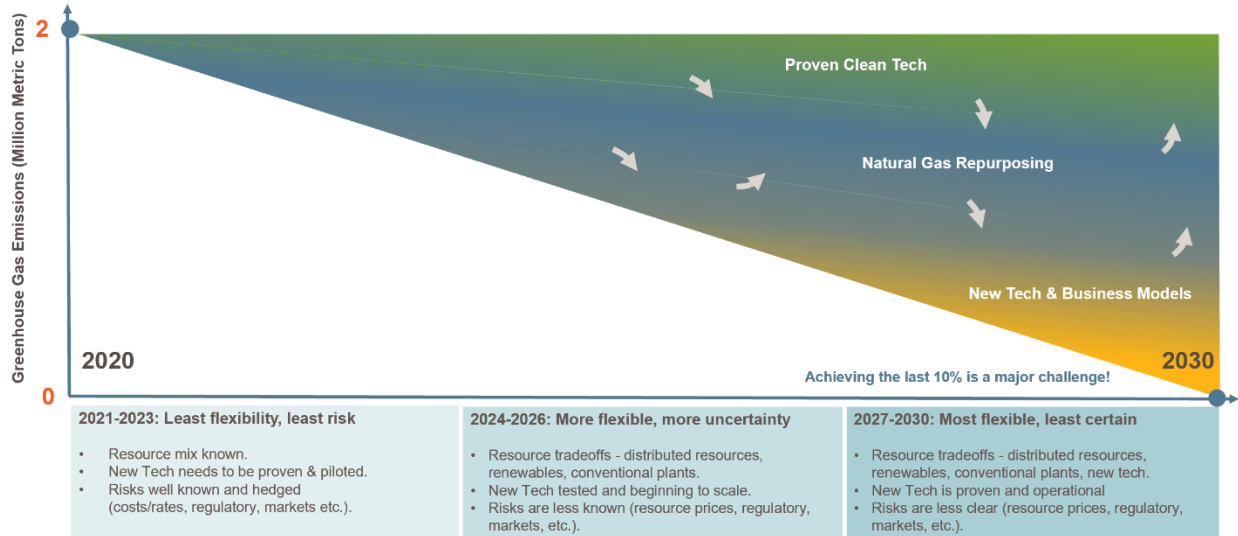 Greenhouse Gas Emissions (Million Metric Tons)
2
Proven Clean Tech
Natural Gas Repurposing
New Tech & Business Models
2020
2030
Achieving the last 10% is a major challenge!
0
2021-2023: Least flexibility, least risk
• Resource mix known.
• New Tech needs to be proven & piloted.
• Risks well known and hedged
(costs/rates, regulatory, markets etc.).
2024-2026: More flexible, more uncertainty
• Resource tradeoffs - distributed resources,
renewables, conventional plants.
• New Tech tested and beginning to scale.
• Risks are less known (resource prices, regulatory,
markets, etc.).
2027-2030: Most flexible, least certain
• Resource tradeoffs - distributed resources,
renewables, conventional plants, new tech.
• New Tech is proven and operational
• Risks are less clear (resource prices, regulatory,
markets, etc.).